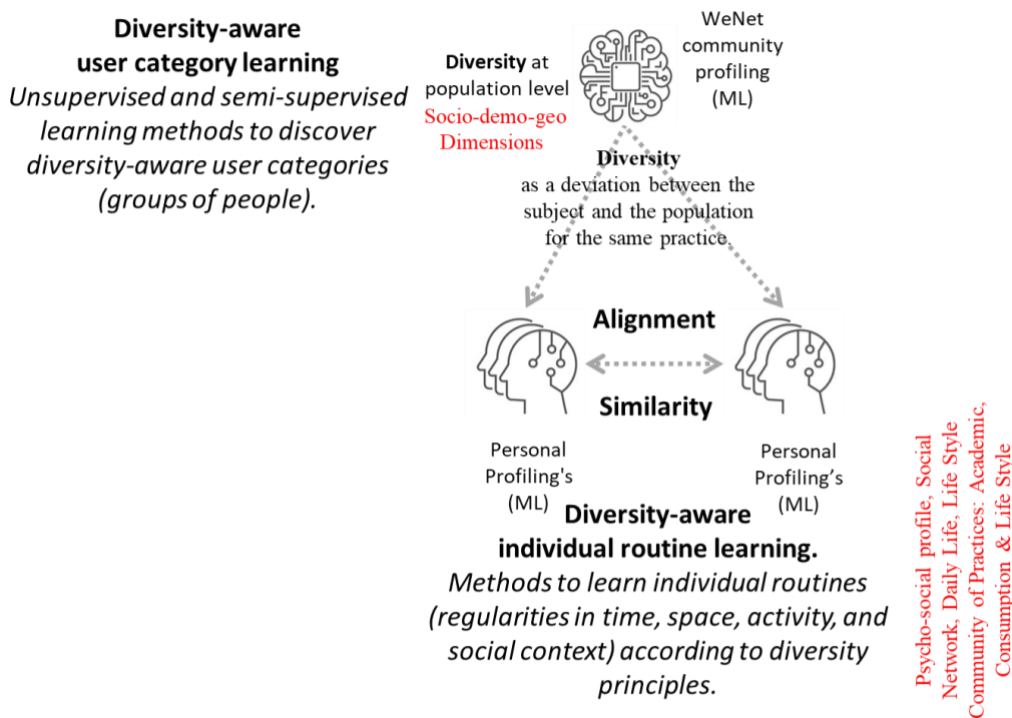 Diversity-aware
user category learning
Unsupervised and semi-supervised
learning methods to discover
diversity-aware user categories
(groups of people).
Diversity at
population level
Socio-demo-geo
Dimensions
WeNet
community
profiling
(ML)
Diversity
as a deviation between the
subject and the population
for the same practice.
Alignment
Similarity
Personal
Profiling's
(ML)
Personal
Profiling’s
(ML)
Diversity-aware
individual routine learning.
Methods to learn individual routines
(regularities in time, space, activity, and
social context) according to diversity
principles.
Psycho-social profile, Social
Network, Daily Life, Life Style
Community of Practices: Academic,
Consumption & Life Style